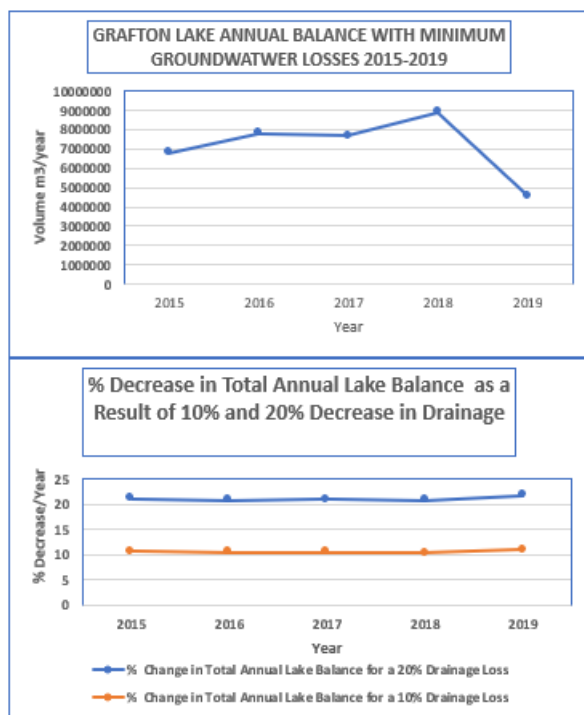 GRAFTON LAKE ANNUAL BALANCE WITH MINIMUM
GROUNDWATWER LOSSES 2015-2019
10000000
9000000
8000000
7000000
6000000
5000000
4000000
3000000
2000000
1000000
0
Volume m3/year
2015 2016 2017 2018 2019
Year
% Decrease in Total Annual Lake Balance as a
Result of 10% and 20% Decrease in Drainage
25
20
15
10
5
0
% Decrease/Year
2015 2016 2017 2018 2019
Year
% Change in Total Annual Lake Balance for a 20% Drainage Loss
% Change in Total Annual Lake Balance for a 10% Drainage Loss